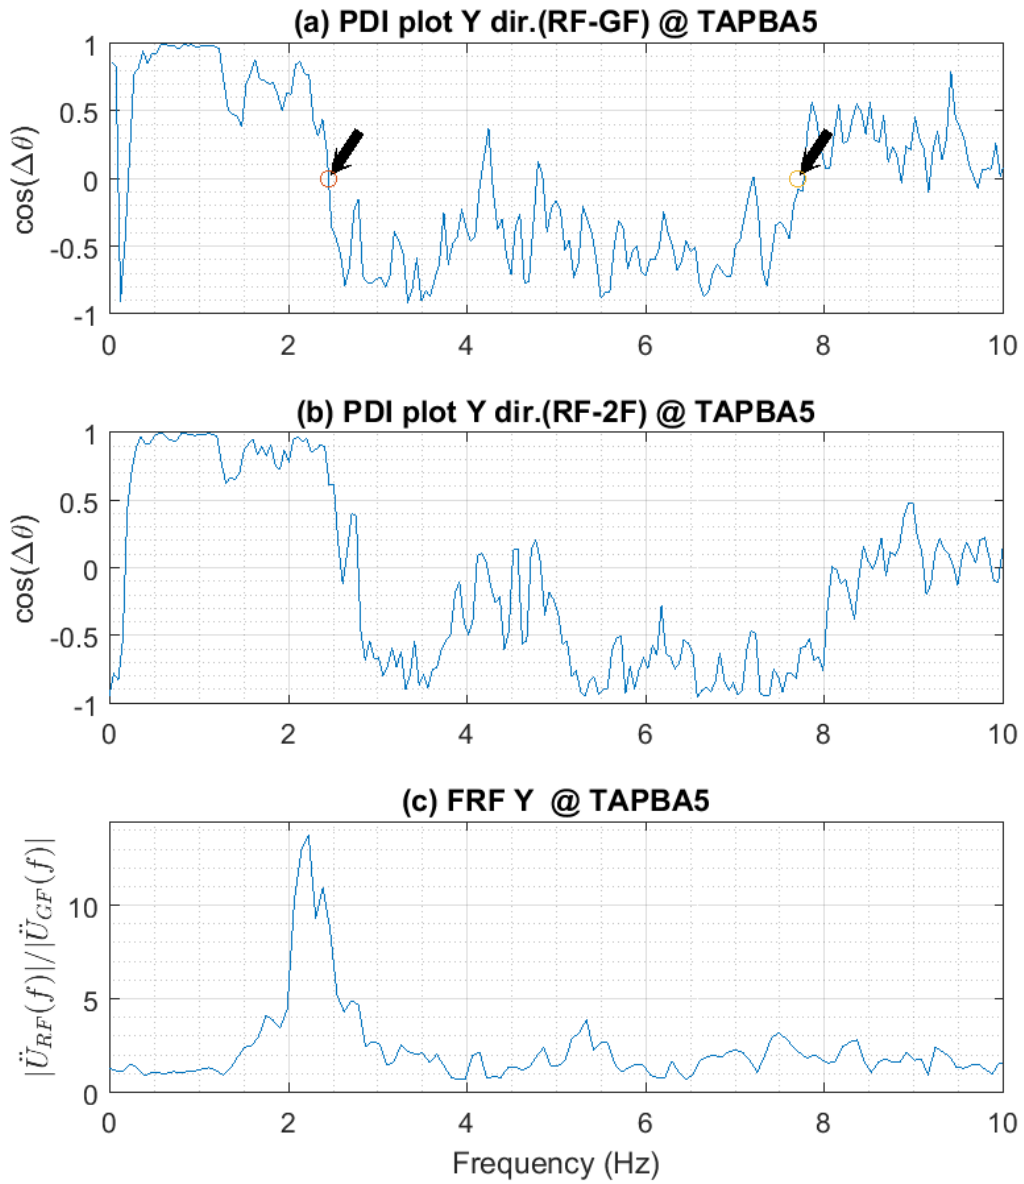 (a) PDI plot Y dir.(RF-GF) @ TAPBA5
1
0.5
0
-0.5
-1
cos(Δθ)
0 2 4 6 8 10
(b) PDI plot Y dir.(RF-2F) @ TAPBA5
1
0.5
0
-0.5
-1
cos(Δθ)
0 2 4 6 8 10
(c) FRF Y @ TAPBA5
10
5
0
|Ü_RF(f)|/|Ü_GF(f)|
0 2 4 6 8 10
Frequency (Hz)